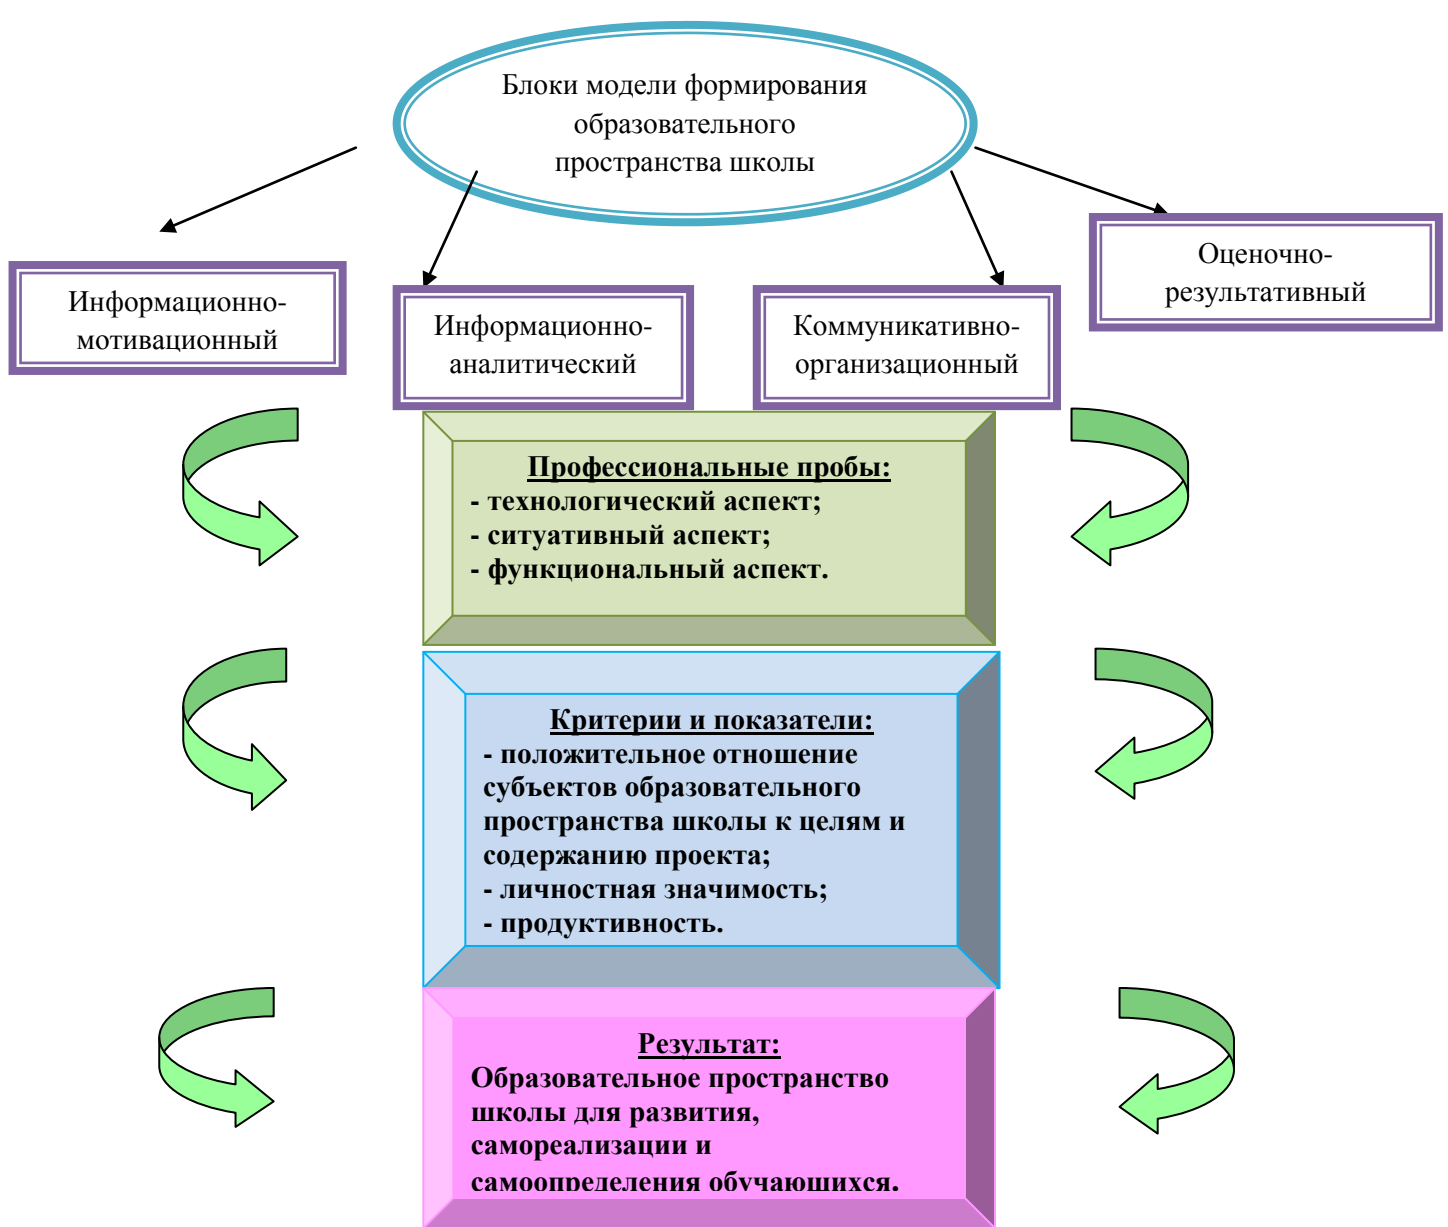 Блоки модели формирования
образовательного
пространства школы
Информационно-
мотивационный
Информационно-
аналитический
Коммуникативно-
организационный
Оценочно-
результативный
Профессиональные пробы:
- технологический аспект;
- ситуативный аспект;
- функциональный аспект.
Критерии и показатели:
- положительное отношение
субъектов образовательного
пространства школы к целям и
содержанию проекта;
- личностная значимость;
- продуктивность.
Результат:
Образовательное пространство
школы для развития,
самореализации и
самоопределения обучающихся.